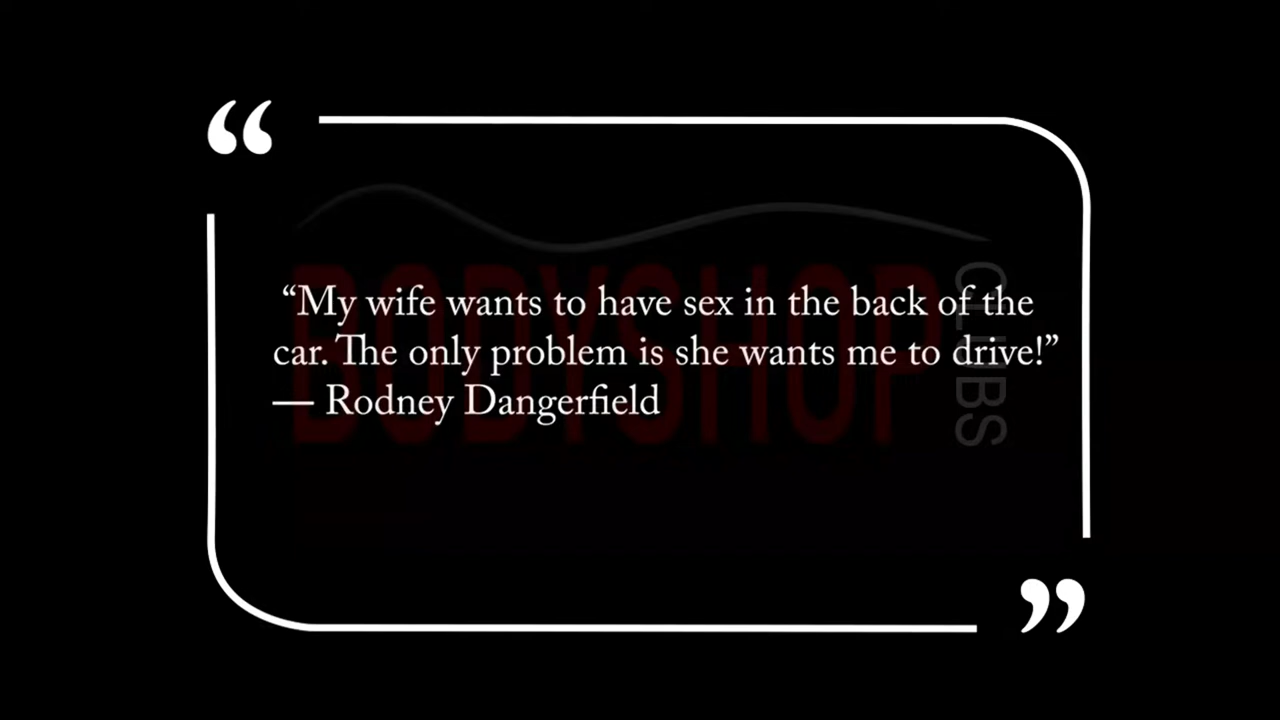 “
“My wife wants to have sex in the back of the
car. The only problem is she wants me to drive!”
— Rodney Dangerfield
BODYSHOP
CLUBS
”